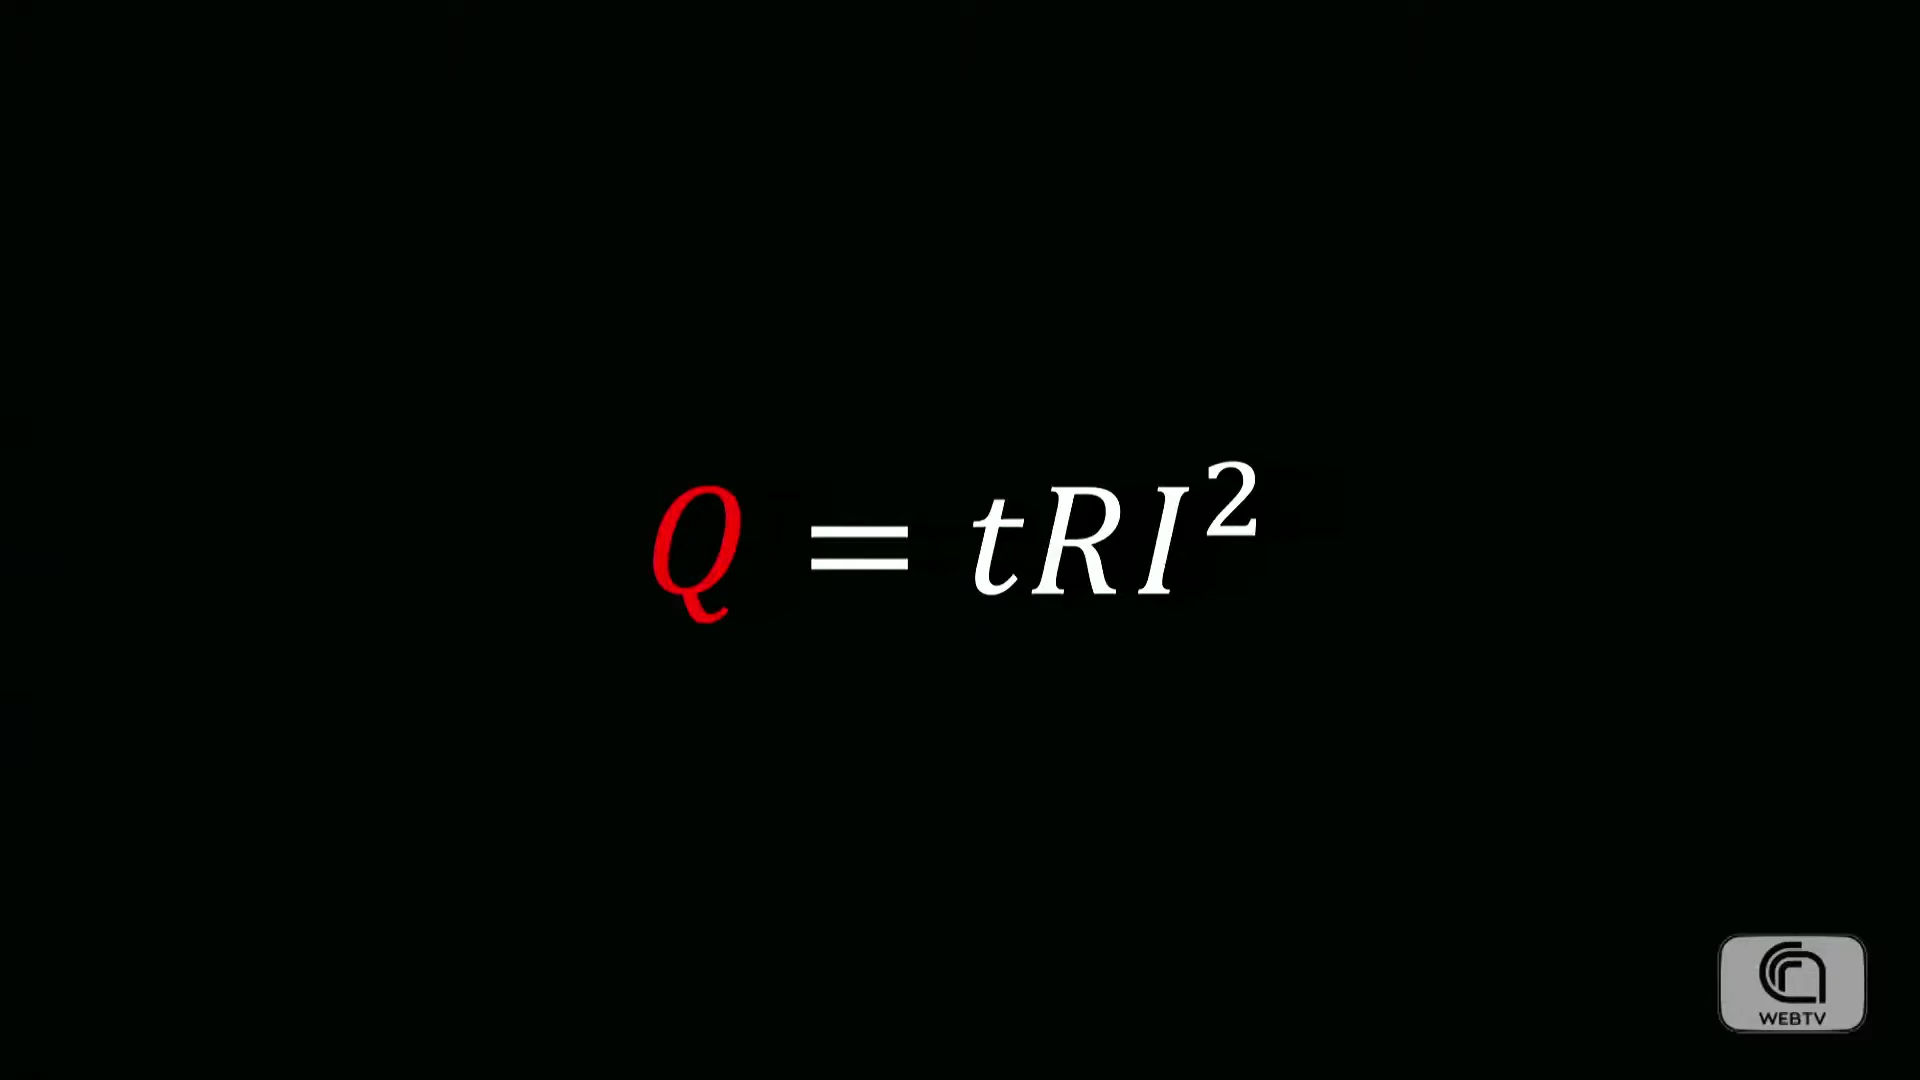 Q = tRI²
WEBTV